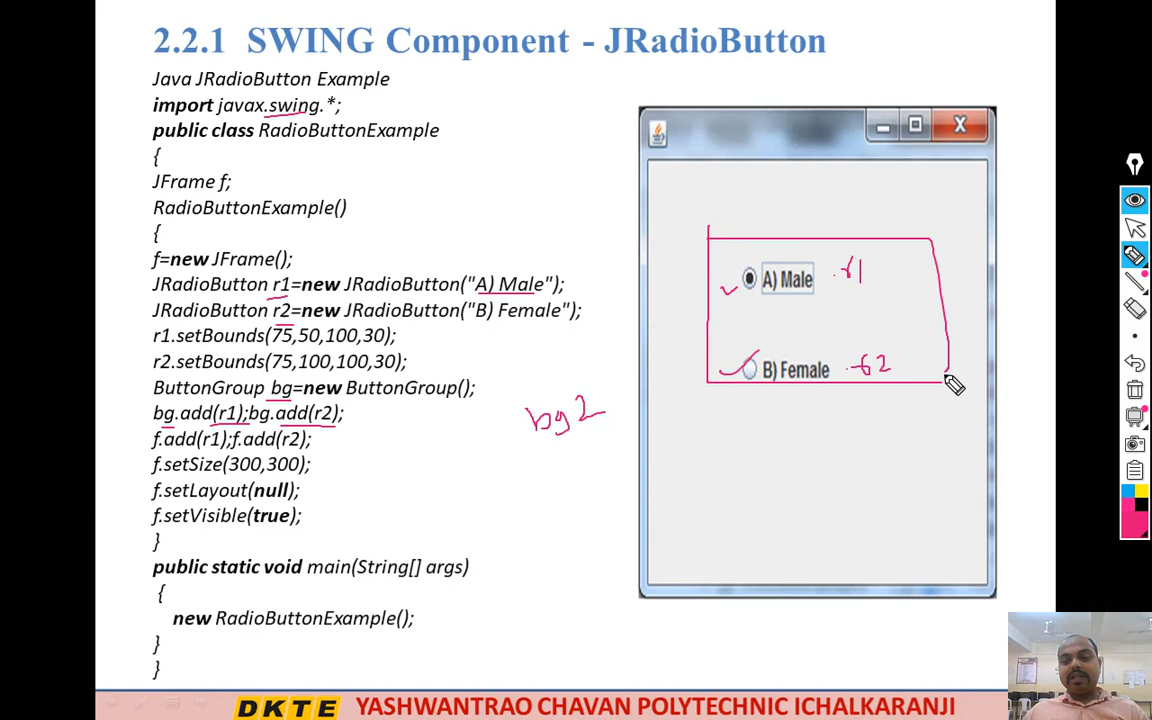 2.2.1 SWING Component - JRadioButton
Java JRadioButton Example
import javax.swing.*;
public class RadioButtonExample
{
JFrame f;
RadioButtonExample()
{
f=new JFrame();
JRadioButton r1=new JRadioButton("A) Male");
JRadioButton r2=new JRadioButton("B) Female");
r1.setBounds(75,50,100,30);
r2.setBounds(75,100,100,30);
ButtonGroup bg=new ButtonGroup();
bg.add(r1);bg.add(r2);
f.add(r1);f.add(r2);
f.setSize(300,300);
f.setLayout(null);
f.setVisible(true);
}
public static void main(String[] args)
{
new RadioButtonExample();
}
}
bg2
A) Male r1
B) Female r2
DKTE YASHWANTRAO CHAVAN POLYTECHNIC ICHALKARANJI